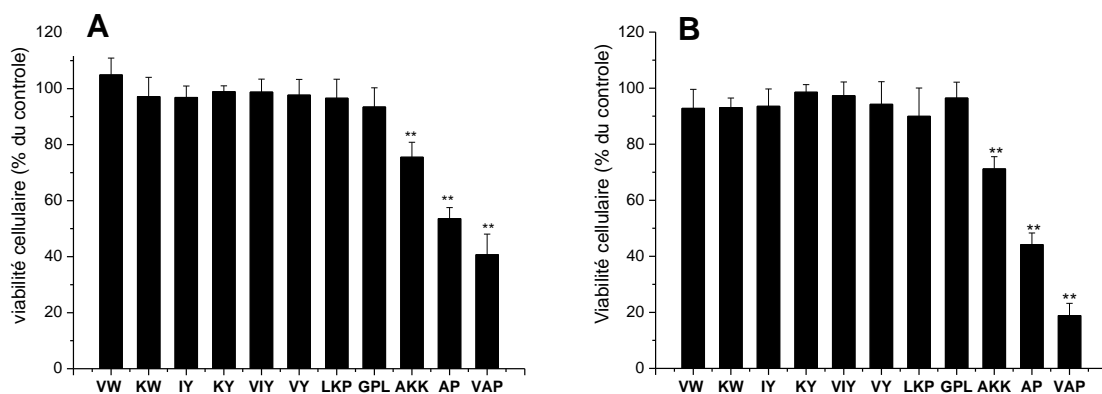 A
viabilité cellulaire (% du controle)
120
100
80
60
40
20
0
** ** **
VW KW IY KY VIY VY LKP GPL AKK AP VAP
B
Viabilité cellulaire (% du controle)
120
100
80
60
40
20
0
** ** **
VW KW IY KY VIY VY LKP GPL AKK AP VAP